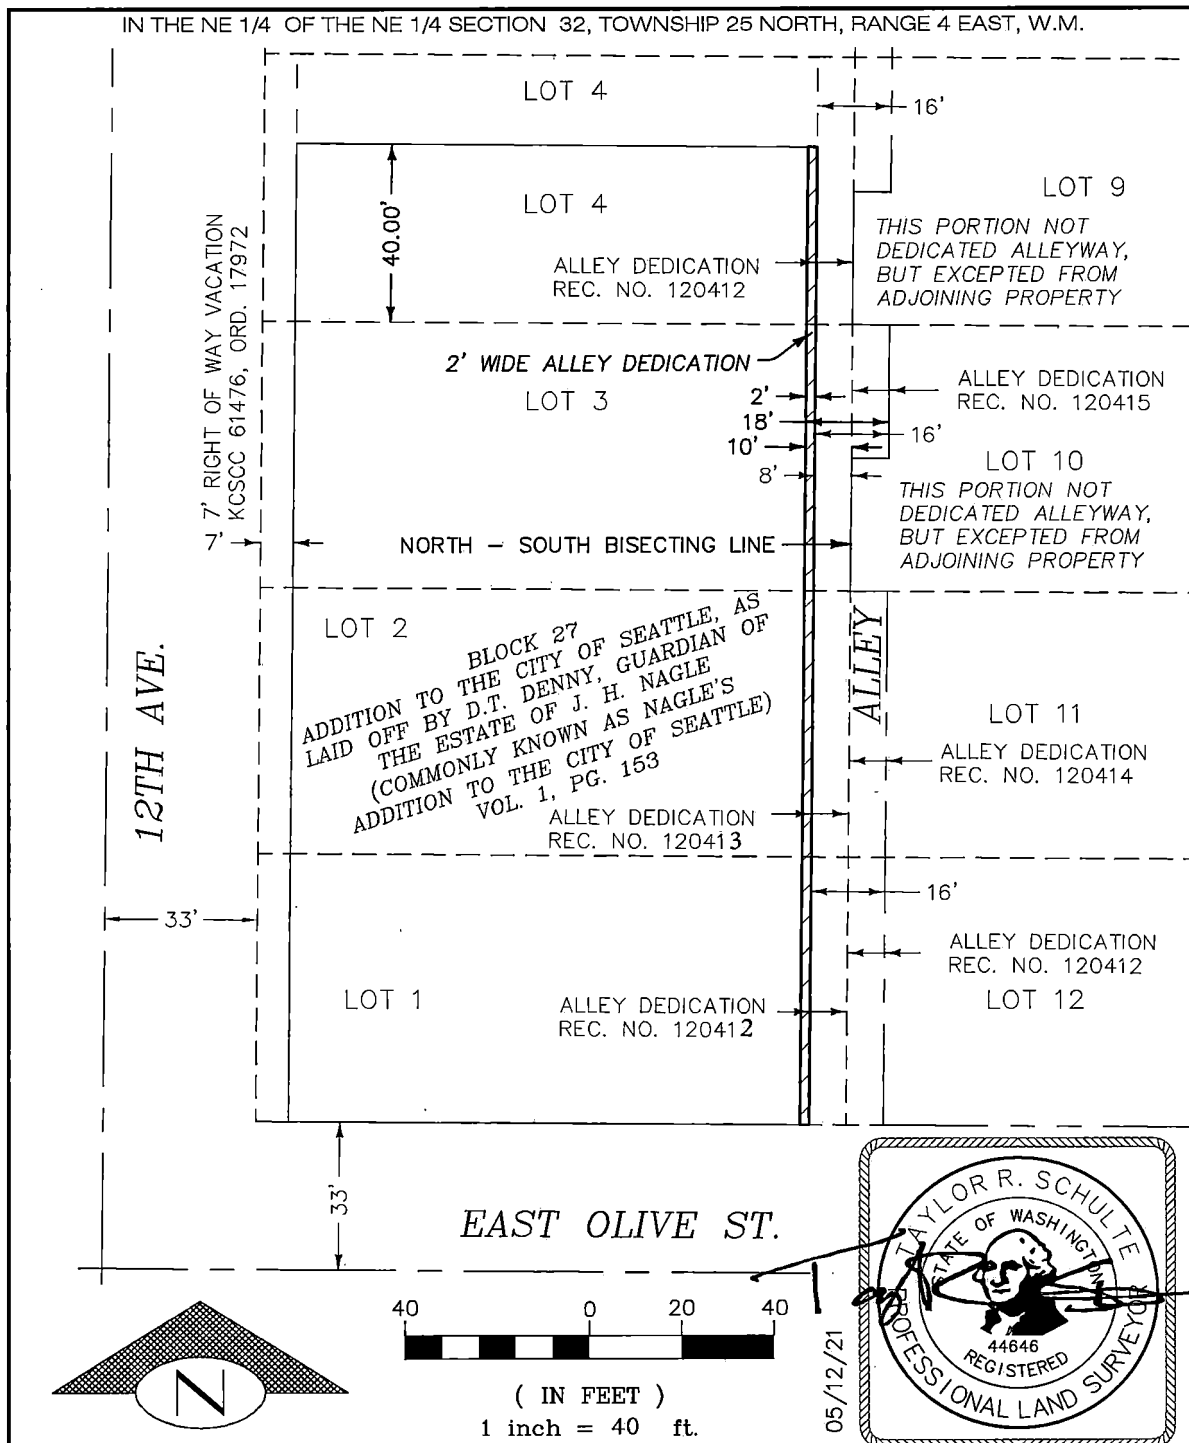 IN THE NE 1/4 OF THE NE 1/4 SECTION 32, TOWNSHIP 25 NORTH, RANGE 4 EAST, W.M.
LOT 4
16'
LOT 4
40.00'
LOT 9
THIS PORTION NOT
DEDICATED ALLEYWAY,
BUT EXCEPTED FROM
ADJOINING PROPERTY
ALLEY DEDICATION
REC. NO. 120412
7' RIGHT OF WAY VACATION
KCSCC 61476, ORD. 17972
2' WIDE ALLEY DEDICATION
LOT 3
2'
18'
10'
8'
16'
ALLEY DEDICATION
REC. NO. 120415
LOT 10
THIS PORTION NOT
DEDICATED ALLEYWAY,
BUT EXCEPTED FROM
ADJOINING PROPERTY
7'
NORTH - SOUTH BISECTING LINE
LOT 2
BLOCK 27
ADDITION TO THE CITY OF SEATTLE, AS
LAID OFF BY D.T. DENNY, GUARDIAN OF
THE ESTATE OF J. H. NAGLE
(COMMONLY KNOWN AS NAGLE'S
ADDITION TO THE CITY OF SEATTLE)
VOL. 1, PG. 153
12TH AVE.
ALLEY
LOT 11
ALLEY DEDICATION
REC. NO. 120414
ALLEY DEDICATION
REC. NO. 120413
33'
16'
ALLEY DEDICATION
REC. NO. 120412
LOT 1
LOT 12
ALLEY DEDICATION
REC. NO. 120412
33'
EAST OLIVE ST.
40 0 20 40
( IN FEET )
1 inch = 40 ft.
N
05/12/21
TAYLOR R. SCHULTE
STATE OF WASHINGTON
44646
REGISTERED
PROFESSIONAL LAND SURVEYOR